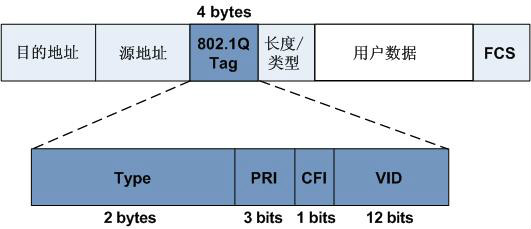 4 bytes
目的地址 源地址 802.1Q Tag 长度/类型 用户数据 FCS
Type PRI CFI VID
2 bytes 3 bits 1 bits 12 bits